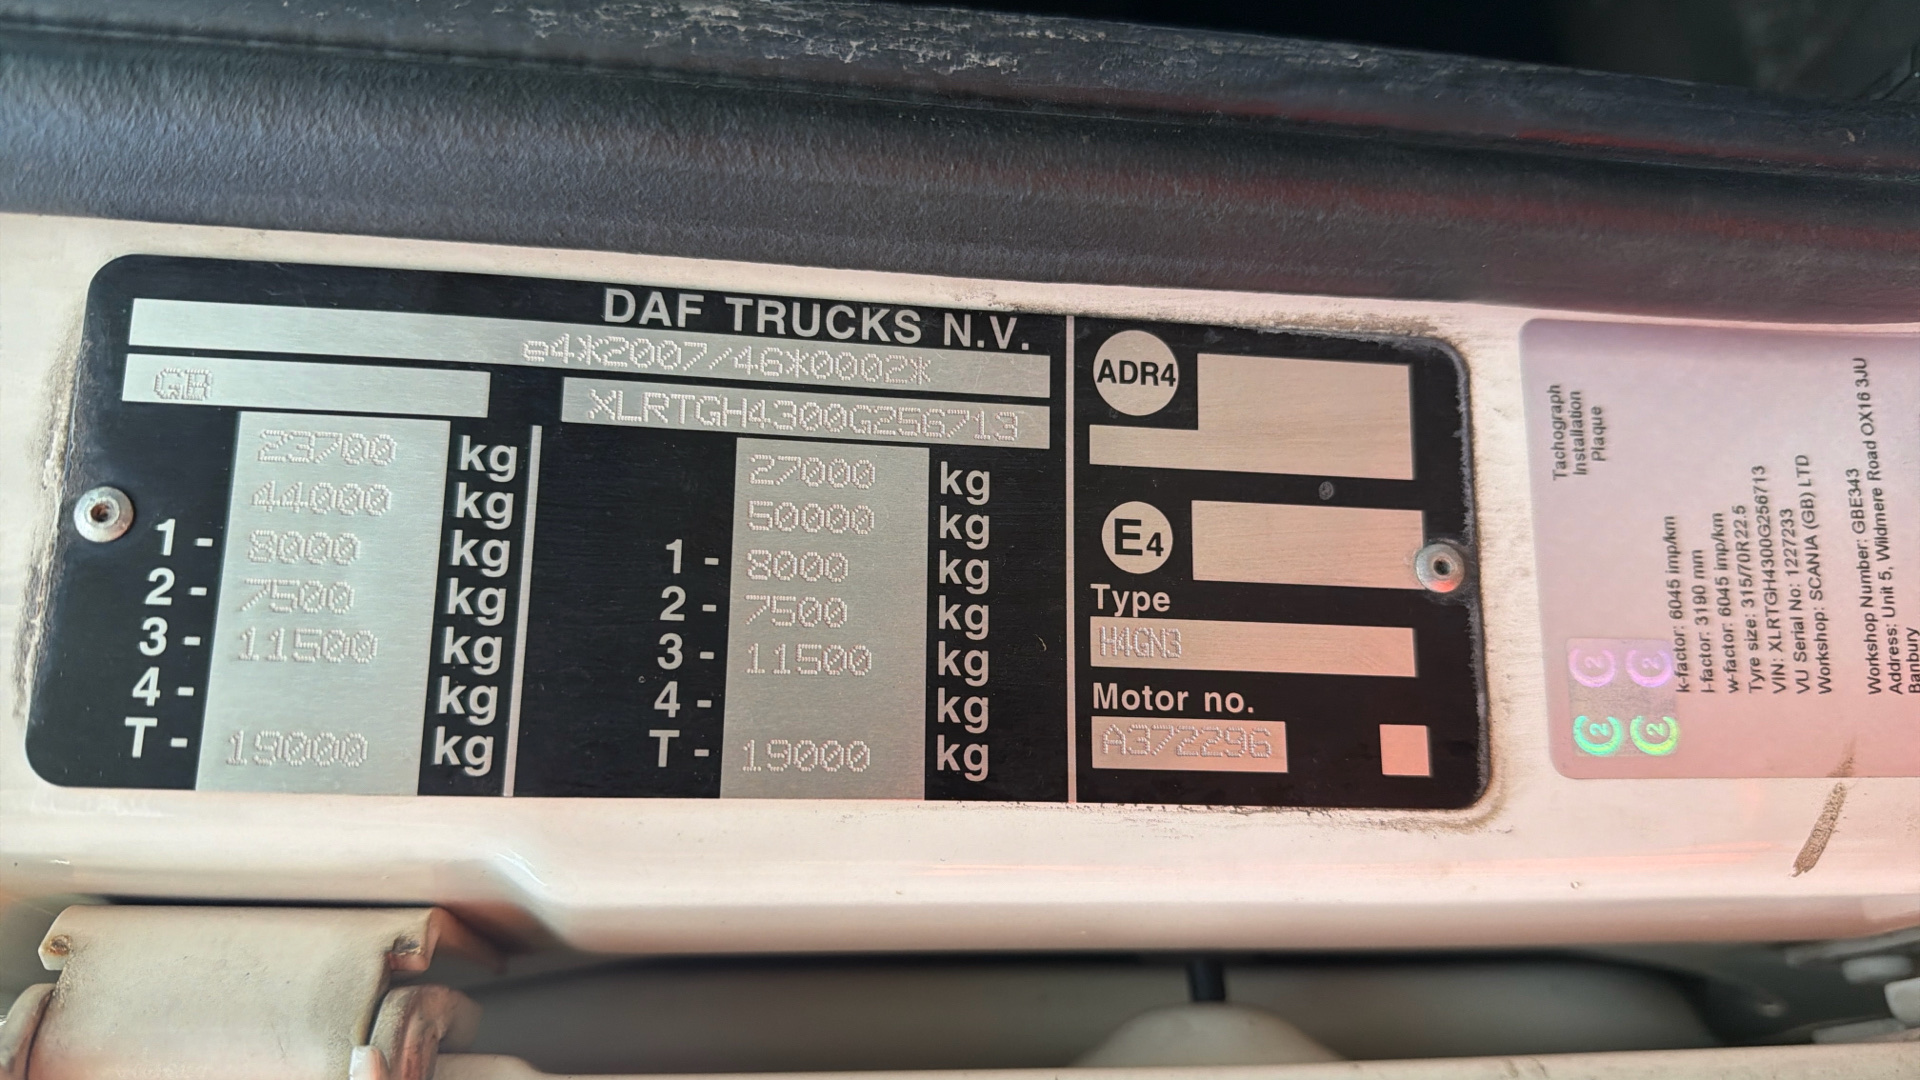 DAF TRUCKS N.V.
e4*2007/46*0002*
GB XLRTGH4300G256713
23700 kg 27000 kg
44000 kg 50000 kg
1 - 8000 kg 1 - 8000 kg
2 - 7500 kg 2 - 7500 kg
3 - 11500 kg 3 - 11500 kg
4 - kg 4 - kg
T - 19000 kg T - 19000 kg
ADR4
E4
Type
H4GN3
Motor no.
A372296
Tachograph
Installation
Plaque
k-factor: 6045 imp/km
l-factor: 3190 mm
w-factor: 6045 imp/km
Tyre size: 315/70R22.5
VIN: XLRTGH4300G256713
VU Serial No: 1227233
Workshop: SCANIA (GB) LTD
Workshop Number: GBE343
Address: Unit 5, Wildmere Road OX16 3JU
Banbury